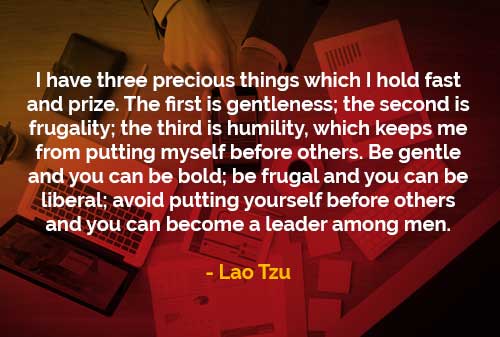 I have three precious things which I hold fast
and prize. The first is gentleness; the second is
frugality; the third is humility, which keeps me
from putting myself before others. Be gentle
and you can be bold; be frugal and you can be
liberal; avoid putting yourself before others
and you can become a leader among men.
- Lao Tzu